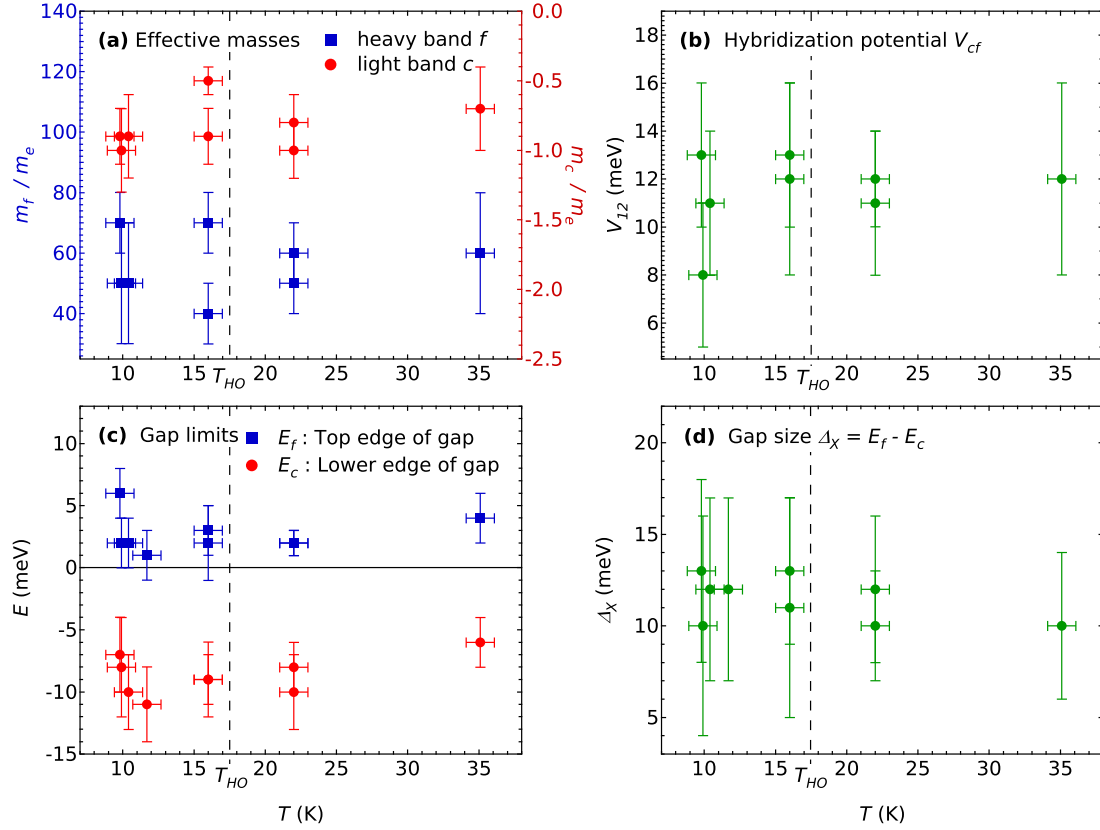 (a) Effective masses
heavy band f
light band c
140
120
100
80
60
40
m_f / m_e
0.0
-0.5
-1.0
-1.5
-2.0
-2.5
m_c / m_e
10 15 T_HO 20 25 30 35
(b) Hybridization potential V_cf
18
16
14
12
10
8
6
V_12 (meV)
10 15 T_HO 20 25 30 35
(c) Gap limits
E_f : Top edge of gap
E_c : Lower edge of gap
10
5
0
-5
-10
-15
E (meV)
10 15 T_HO 20 25 30 35
T (K)
(d) Gap size Δ_X = E_f - E_c
20
15
10
5
Δ_X (meV)
10 15 T_HO 20 25 30 35
T (K)